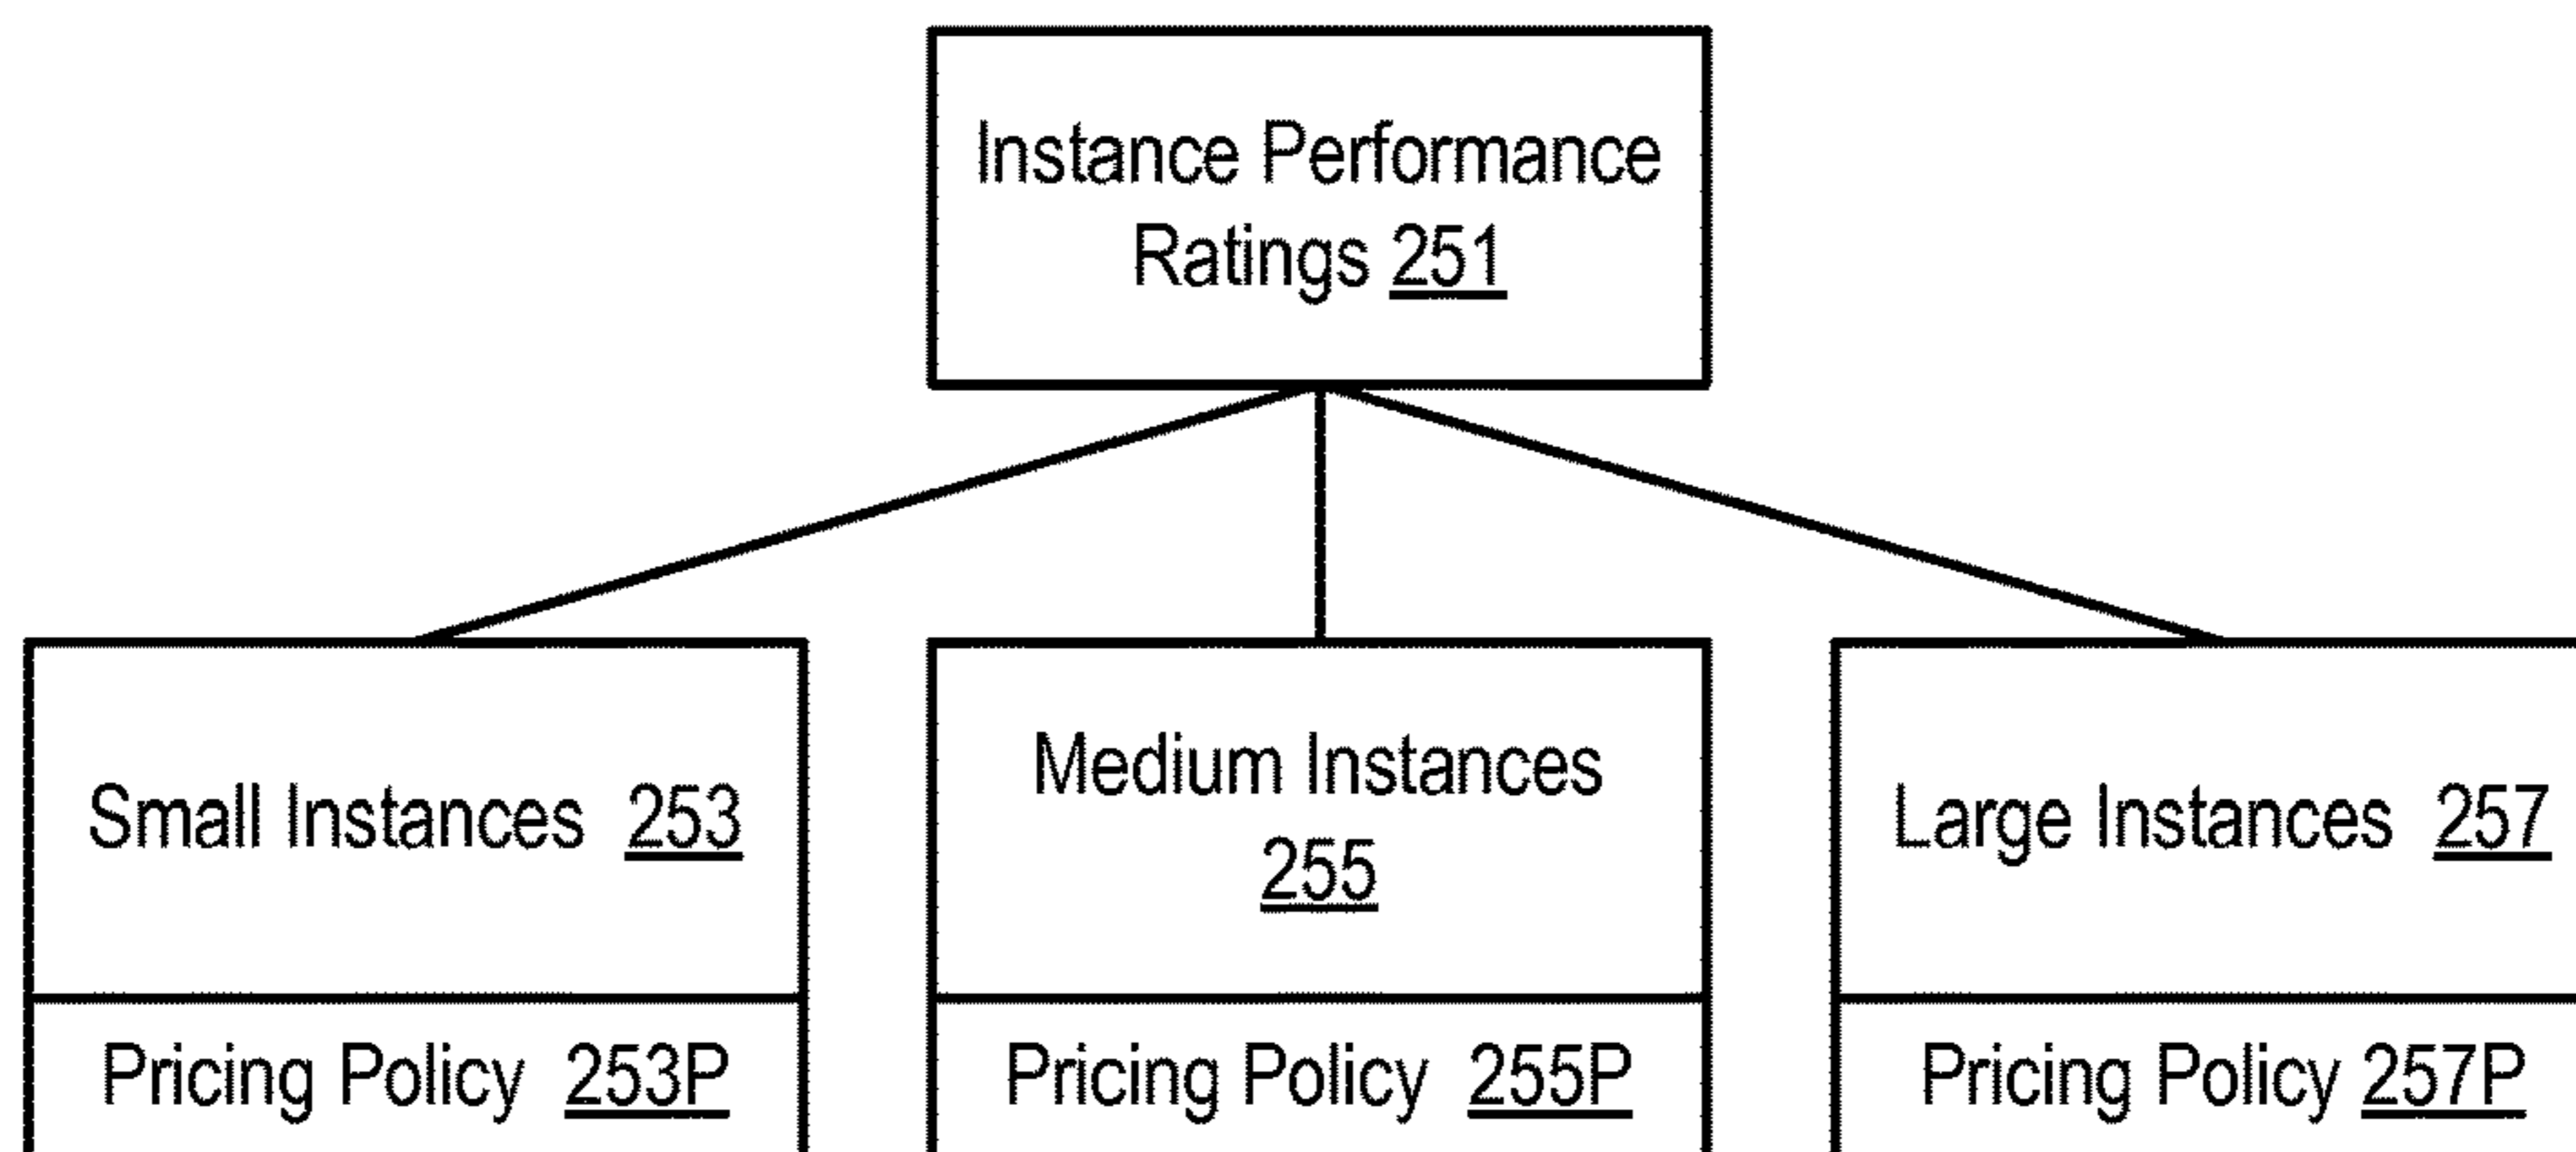 Instance Performance
Ratings 251
Small Instances 253
Medium Instances
255
Large Instances 257
Pricing Policy 253P
Pricing Policy 255P
Pricing Policy 257P